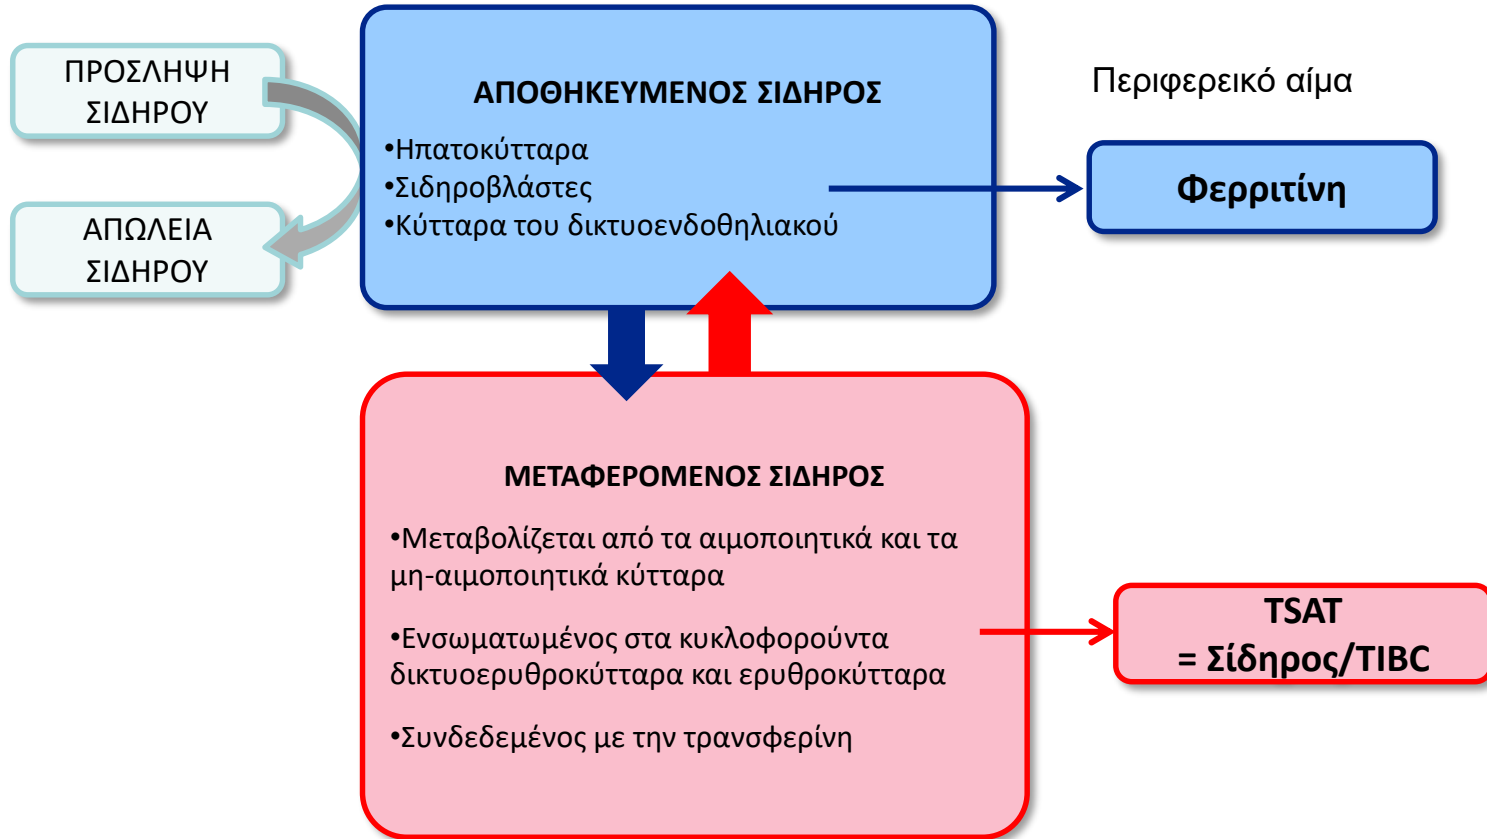 ΠΡΟΣΛΗΨΗ
ΣΙΔΗΡΟΥ
ΑΠΩΛΕΙΑ
ΣΙΔΗΡΟΥ
ΑΠΟΘΗΚΕΥΜΕΝΟΣ ΣΙΔΗΡΟΣ
•Ηπατοκύτταρα
•Σιδηροβλάστες
•Κύτταρα του δικτυοενδοθηλιακού
Περιφερεικό αίμα
Φερριτίνη
ΜΕΤΑΦΕΡΟΜΕΝΟΣ ΣΙΔΗΡΟΣ
•Μεταβολίζεται από τα αιμοποιητικά και τα
μη-αιμοποιητικά κύτταρα
•Ενσωματωμένος στα κυκλοφορούντα
δικτυοερυθροκύτταρα και ερυθροκύτταρα
•Συνδεδεμένος με την τρανσφερίνη
TSAT
= Σίδηρος/TIBC